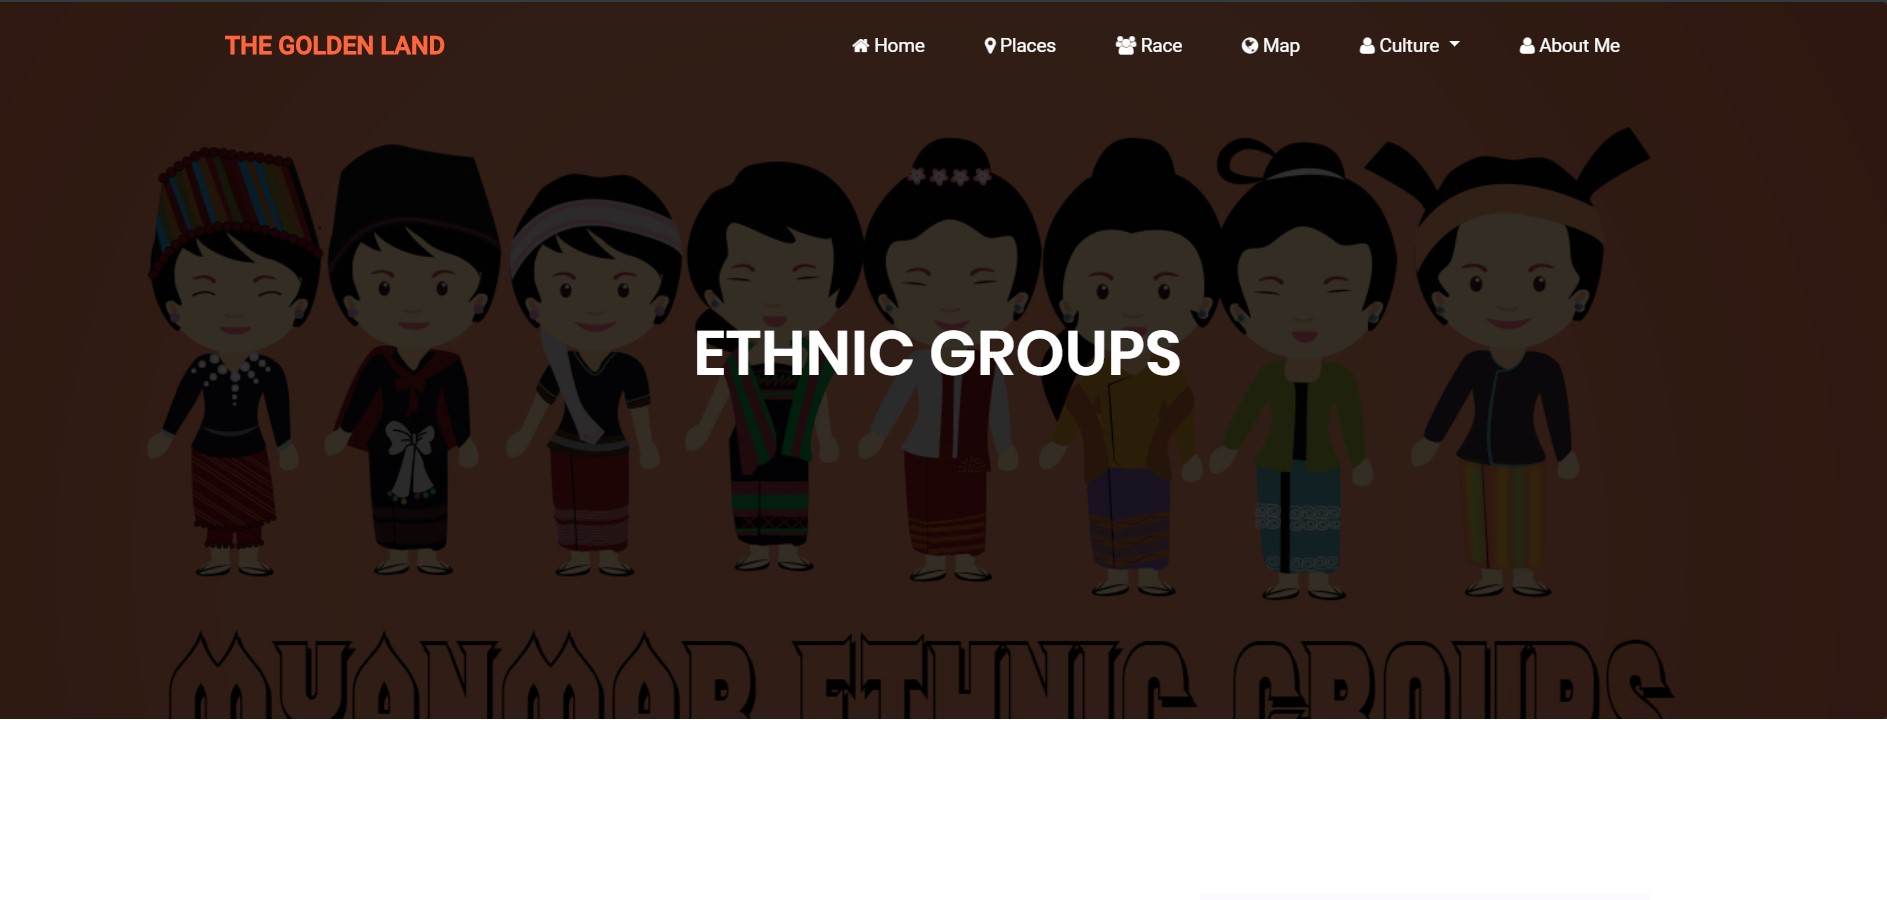 THE GOLDEN LAND
Home
Places
Race
Map
Culture
About Me
ETHNIC GROUPS
MYANMAR ETHNIC GROUPS